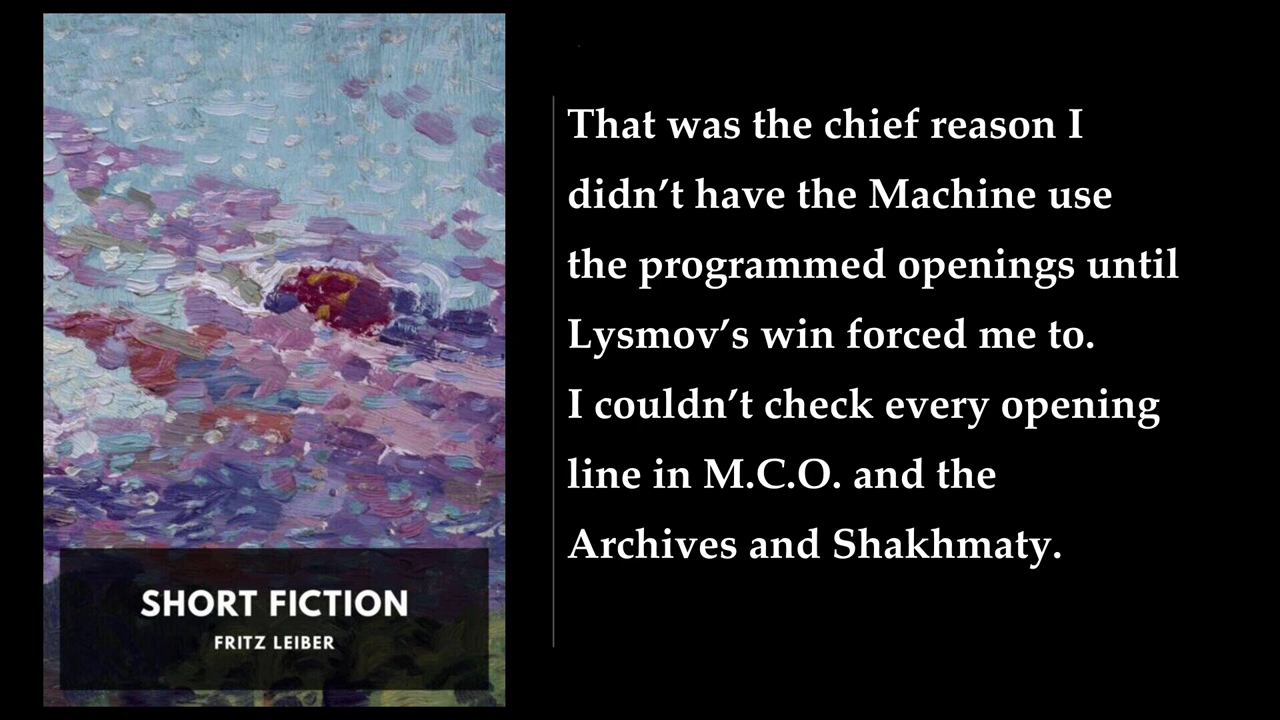 SHORT FICTION
FRITZ LEIBER
That was the chief reason I
didn’t have the Machine use
the programmed openings until
Lysmov’s win forced me to.
I couldn’t check every opening
line in M.C.O. and the
Archives and Shakhmaty.